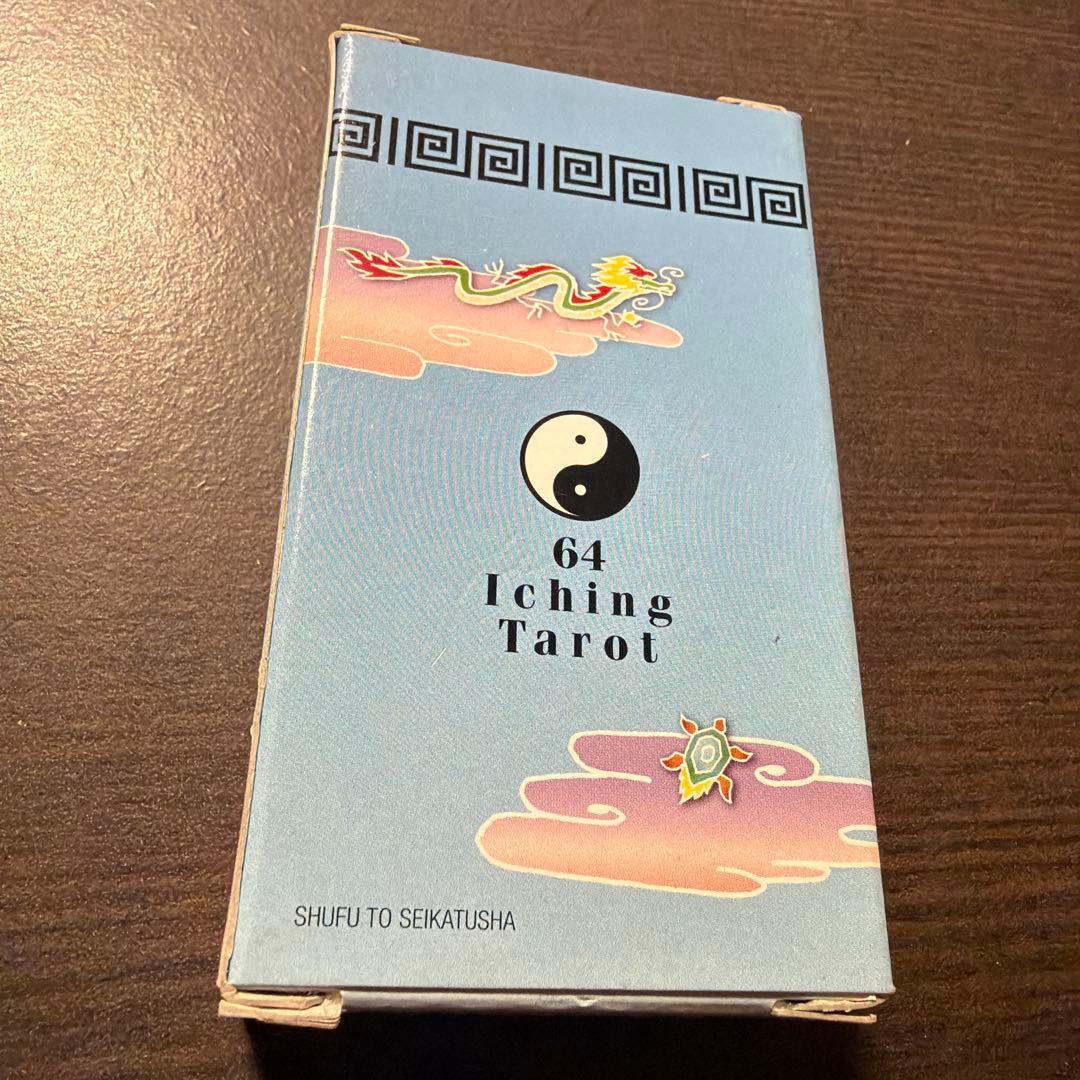 64
Iching
Tarot
SHUFU TO SEIKATUSHA